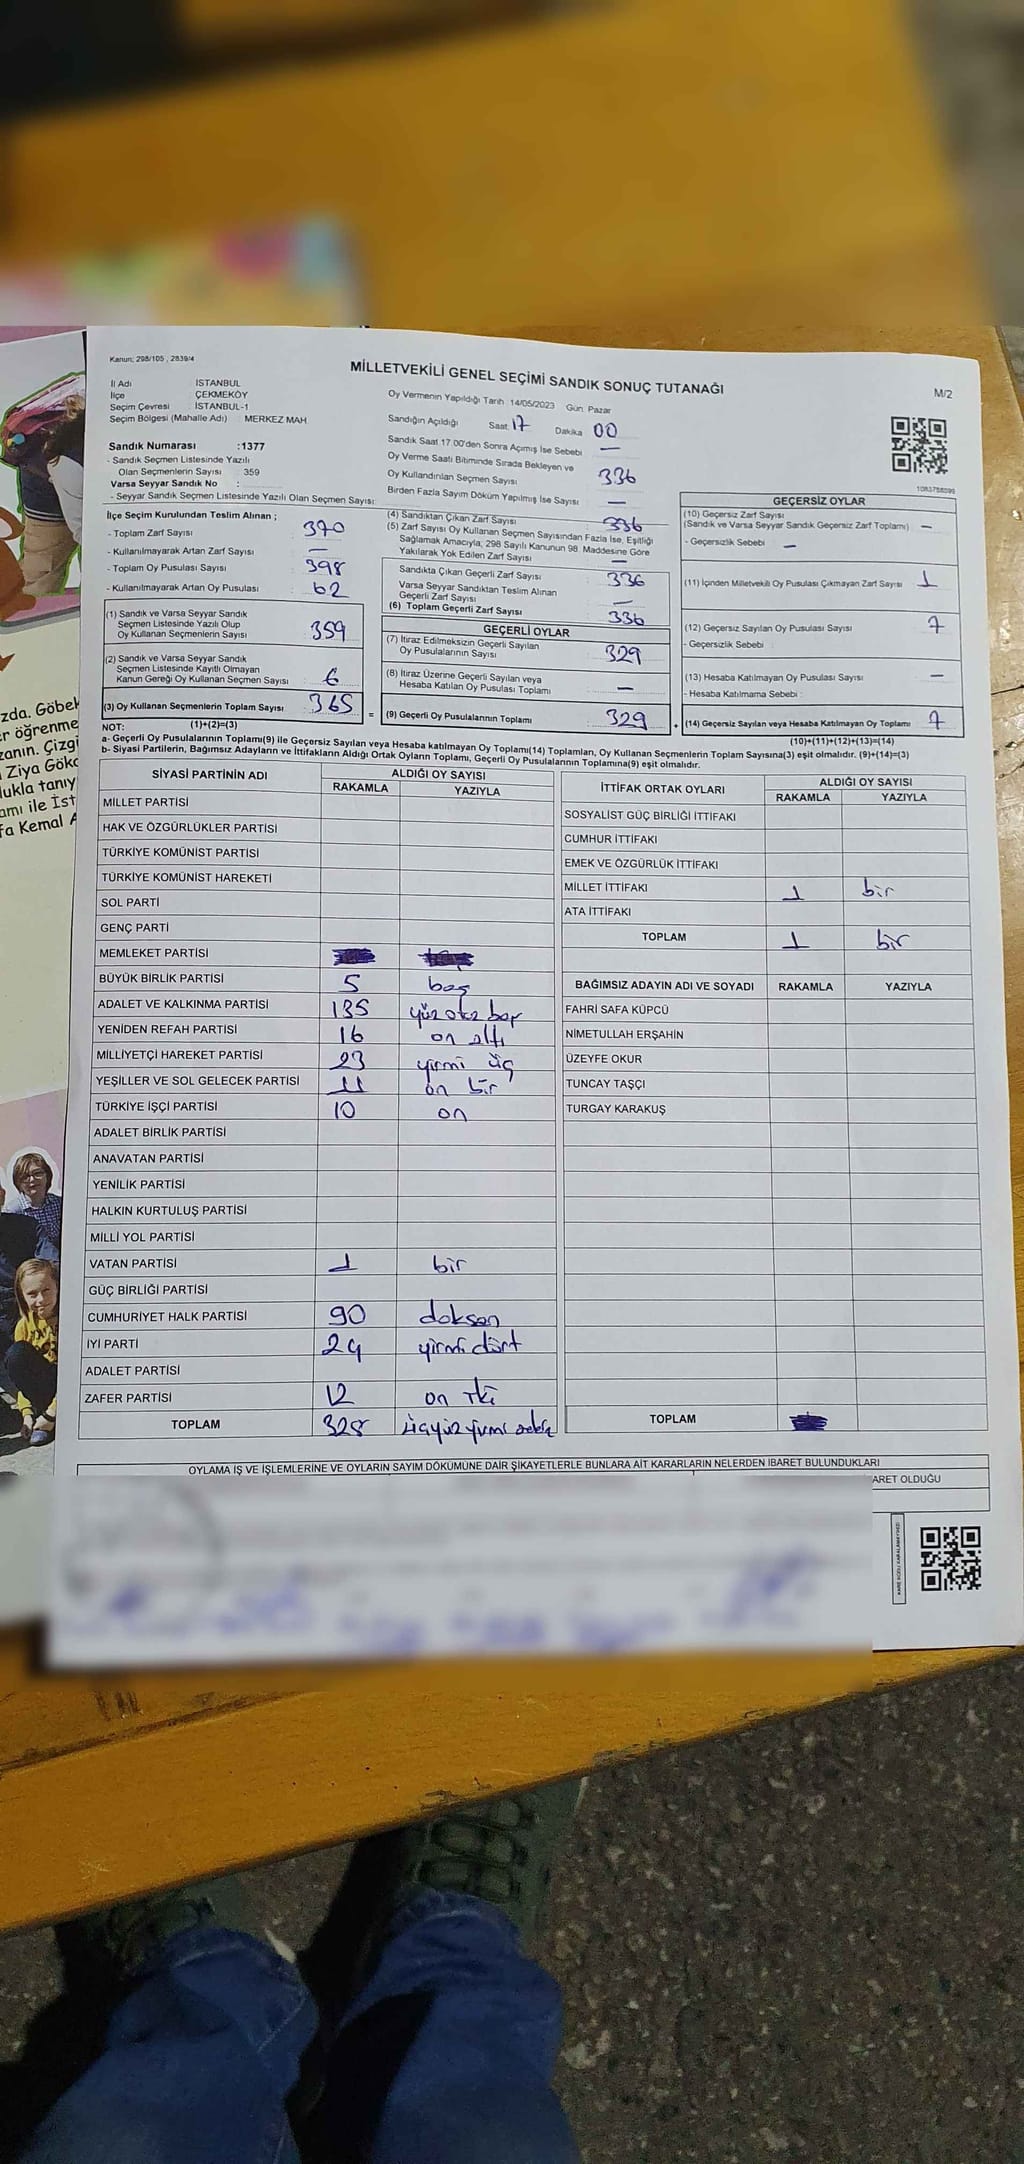 Kanun; 298/105 , 2839/4
MİLLETVEKİLİ GENEL SEÇİMİ SANDIK SONUÇ TUTANAĞI
M/2
İl Adı İSTANBUL
İlçe ÇEKMEKÖY
Seçim Çevresi : İSTANBUL-1
Seçim Bölgesi (Mahalle Adı) : MERKEZ MAH
Oy Vermenin Yapıldığı Tarih :14/05/2023 Gün: Pazar
Sandığın Açıldığı Saat 17 Dakika 00
Sandık Saat 17:00'den Sonra Açımış İse Sebebi —
Oy Verme Saati Bitiminde Sırada Bekleyen ve
Oy Kullandırılan Seçmen Sayısı 336
Birden Fazla Sayım Döküm Yapılmış İse Sayısı —
Sandık Numarası :1377
- Sandık Seçmen Listesinde Yazılı
Olan Seçmenlerin Sayısı : 359
Varsa Seyyar Sandık No :
- Seyyar Sandık Seçmen Listesinde Yazılı Olan Seçmen Sayısı:
İlçe Seçim Kurulundan Teslim Alınan ;
- Toplam Zarf Sayısı 370
- Kullanılmayarak Artan Zarf Sayısı —
- Toplam Oy Pusulası Sayısı 398
- Kullanılmayarak Artan Oy Pusulası 62
(1) Sandık ve Varsa Seyyar Sandık
Seçmen Listesinde Yazılı Olup
Oy Kullanan Seçmenlerin Sayısı 359
(2) Sandık ve Varsa Seyyar Sandık
Seçmen Listesinde Kayıtlı Olmayan
Kanun Gereği Oy Kullanan Seçmen Sayısı 6
(3) Oy Kullanan Seçmenlerin Toplam Sayısı 365
(1)+(2)=(3)
(4) Sandıktan Çıkan Zarf Sayısı 336
(5) Zarf Sayısı Oy Kullanan Seçmen Sayısından Fazla İse, Eşitliği
Sağlamak Amacıyla, 298 Sayılı Kanunun 98. Maddesine Göre
Yakılarak Yok Edilen Zarf Sayısı —
Sandıkta Çıkan Geçerli Zarf Sayısı 336
Varsa Seyyar Sandıktan Teslim Alınan
Geçerli Zarf Sayısı —
(6) Toplam Geçerli Zarf Sayısı 336
GEÇERLİ OYLAR
(7) İtiraz Edilmeksizin Geçerli Sayılan
Oy Pusulalarının Sayısı 329
(8) İtiraz Üzerine Geçerli Sayılan veya
Hesaba Katılan Oy Pusulası Toplamı —
= (9) Geçerli Oy Pusulalarının Toplamı 329
1083758099
GEÇERSİZ OYLAR
(10) Geçersiz Zarf Sayısı
(Sandık ve Varsa Seyyar Sandık Geçersiz Zarf Toplamı) —
- Geçersizlik Sebebi : —
(11) İçinden Milletvekili Oy Pusulası Çıkmayan Zarf Sayısı 1
(12) Geçersiz Sayılan Oy Pusulası Sayısı 7
- Geçersizlik Sebebi :
(13) Hesaba Katılmayan Oy Pusulası Sayısı —
- Hesaba Katılmama Sebebi :
+ (14) Geçersiz Sayılan veya Hesaba Katılmayan Oy Toplamı 7
(10)+(11)+(12)+(13)=(14)
NOT:
a- Geçerli Oy Pusulalarının Toplamı(9) ile Geçersiz Sayılan veya Hesaba katılmayan Oy Toplamı(14) Toplamları, Oy Kullanan Seçmenlerin Toplam Sayısına(3) eşit olmalıdır. (9)+(14)=(3)
b- Siyasi Partilerin, Bağımsız Adayların ve İttifakların Aldığı Ortak Oyların Toplamı, Geçerli Oy Pusulalarının Toplamına(9) eşit olmalıdır.
SİYASİ PARTİNİN ADI ALDIĞI OY SAYISI
RAKAMLA YAZIYLA
MİLLET PARTİSİ
HAK VE ÖZGÜRLÜKLER PARTİSİ
TÜRKİYE KOMÜNİST PARTİSİ
TÜRKİYE KOMÜNİST HAREKETİ
SOL PARTİ
GENÇ PARTİ
MEMLEKET PARTİSİ
BÜYÜK BİRLİK PARTİSİ 5 beş
ADALET VE KALKINMA PARTİSİ 135 yüz otuz beş
YENİDEN REFAH PARTİSİ 16 on altı
MİLLİYETÇİ HAREKET PARTİSİ 23 yirmi üç
YEŞİLLER VE SOL GELECEK PARTİSİ 11 on bir
TÜRKİYE İŞÇİ PARTİSİ 10 on
ADALET BİRLİK PARTİSİ
ANAVATAN PARTİSİ
YENİLİK PARTİSİ
HALKIN KURTULUŞ PARTİSİ
MİLLİ YOL PARTİSİ
VATAN PARTİSİ 1 bir
GÜÇ BİRLİĞİ PARTİSİ
CUMHURİYET HALK PARTİSİ 90 doksan
İYİ PARTİ 24 yirmi dört
ADALET PARTİSİ
ZAFER PARTİSİ 12 on iki
TOPLAM 328 üçyüz yirmi sekiz
İTTİFAK ORTAK OYLARI ALDIĞI OY SAYISI
RAKAMLA YAZIYLA
SOSYALİST GÜÇ BİRLİĞİ İTTİFAKI
CUMHUR İTTİFAKI
EMEK VE ÖZGÜRLÜK İTTİFAKI
MİLLET İTTİFAKI 1 bir
ATA İTTİFAKI
TOPLAM 1 bir
BAĞIMSIZ ADAYIN ADI VE SOYADI RAKAMLA YAZIYLA
FAHRİ SAFA KÜPCÜ
NİMETULLAH ERŞAHİN
ÜZEYFE OKUR
TUNCAY TAŞÇI
TURGAY KARAKUŞ
TOPLAM
OYLAMA İŞ VE İŞLEMLERİNE VE OYLARIN SAYIM DÖKÜMÜNE DAİR ŞİKAYETLERLE BUNLARA AİT KARARLARIN NELERDEN İBARET BULUNDUKLARI
ARET OLDUĞU
zda. Göbek
r öğrenme
zanın. Çizgi
Ziya Göka
lukla tanıy
amı ile İst
fa Kemal A